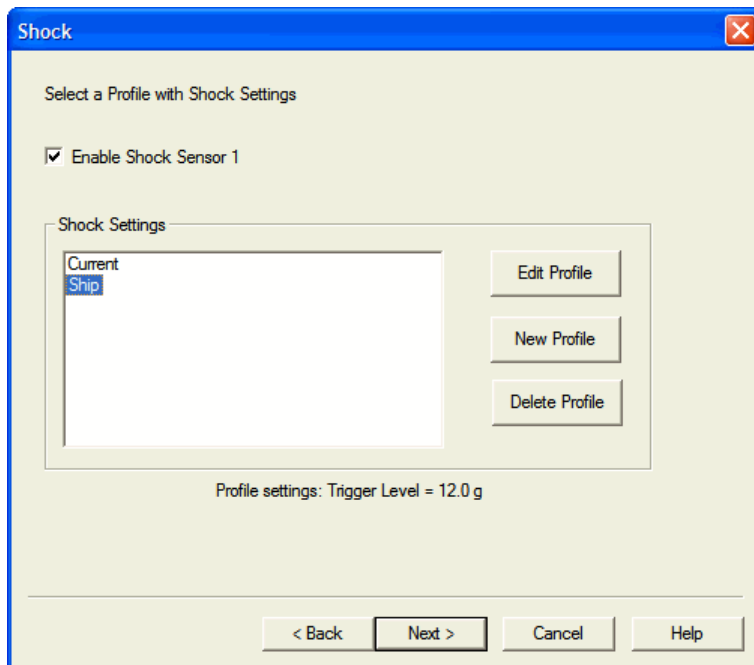 Shock
Select a Profile with Shock Settings
Enable Shock Sensor 1
Shock Settings
Current
Ship
Edit Profile
New Profile
Delete Profile
Profile settings: Trigger Level = 12.0 g
< Back Next > Cancel Help